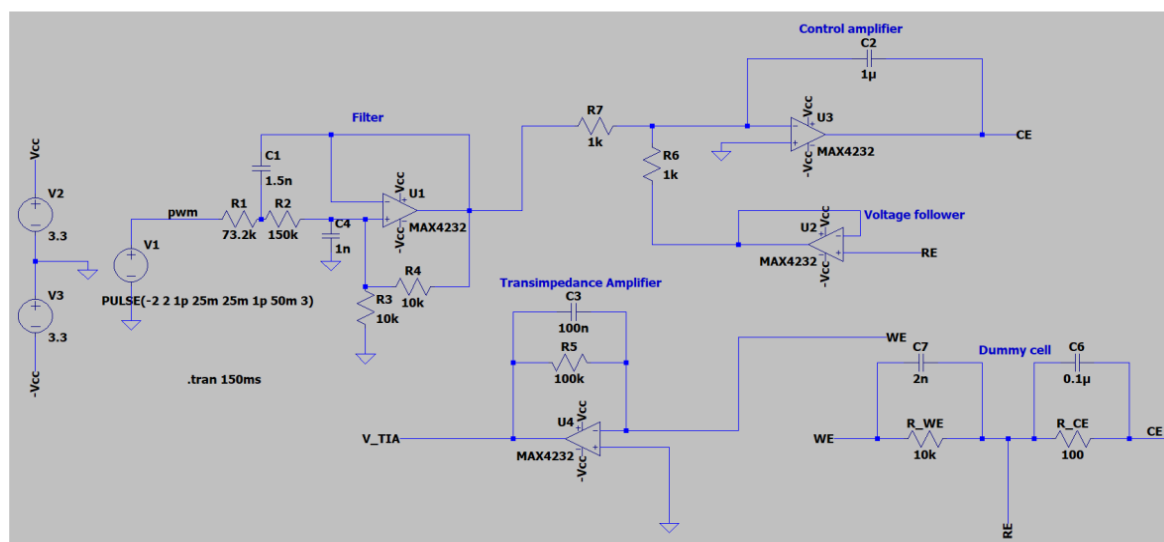 Control amplifier
C2
1µ
Vcc
U3
MAX4232
-Vcc
CE
R7
1k
R6
1k
Filter
C1
1.5n
Vcc
U1
MAX4232
-Vcc
pwm
R1
73.2k
R2
150k
C4
1n
R4
10k
R3
10k
Vcc
V2
3.3
V1
PULSE(-2 2 1p 25m 25m 1p 50m 3)
V3
3.3
-Vcc
.tran 150ms
Voltage follower
Vcc
U2
MAX4232
-Vcc
RE
Transimpedance Amplifier
C3
100n
R5
100k
Vcc
U4
MAX4232
-Vcc
V_TIA
WE
Dummy cell
C7
2n
C6
0.1µ
WE
R_WE
10k
R_CE
100
CE
RE